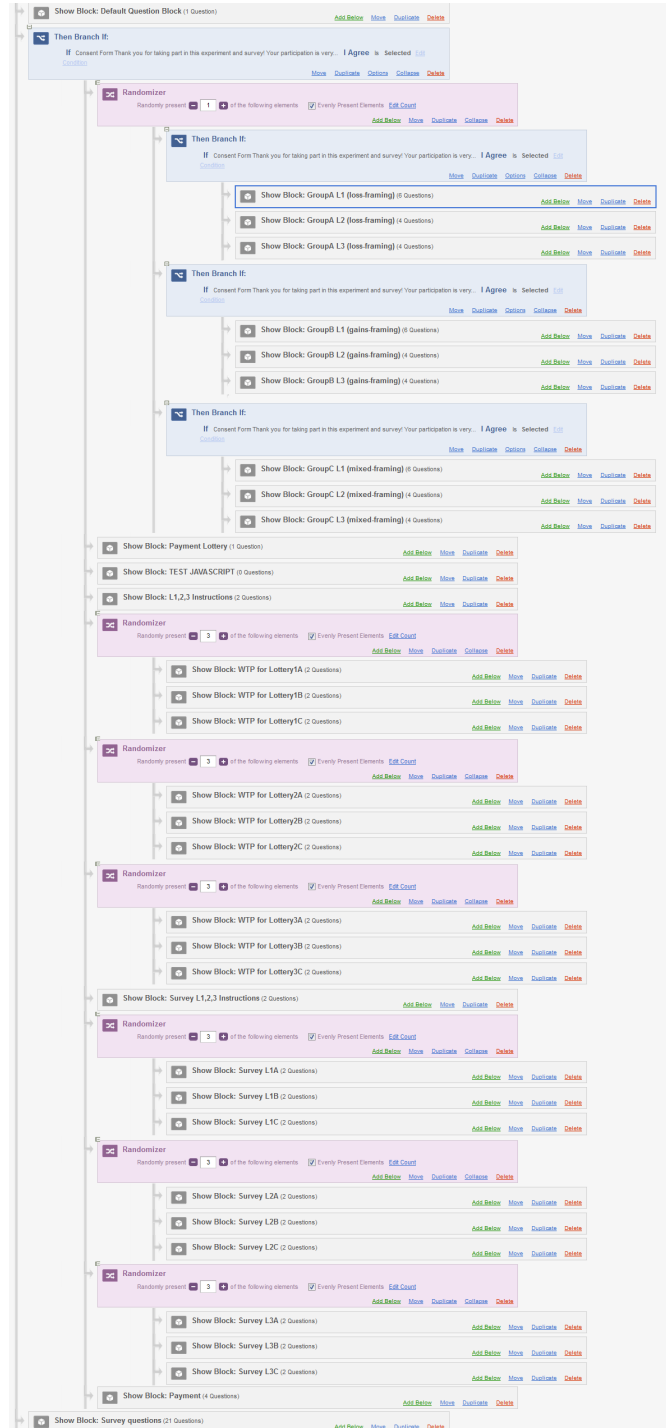 Show Block: Default Question Block (1 Question)
Add Below Move Duplicate Delete
Then Branch If:
If Consent Form Thank you for taking part in this experiment and survey! Your participation is very... I Agree Is Selected Edit
Condition
Move Duplicate Options Collapse Delete
Randomizer
Randomly present 1 of the following elements Evenly Present Elements Edit Count
Add Below Move Duplicate Collapse Delete
Then Branch If:
If Consent Form Thank you for taking part in this experiment and survey! Your participation is very... I Agree Is Selected Edit
Condition
Move Duplicate Options Collapse Delete
Show Block: GroupA L1 (loss-framing) (6 Questions)
Add Below Move Duplicate Delete
Show Block: GroupA L2 (loss-framing) (4 Questions)
Add Below Move Duplicate Delete
Show Block: GroupA L3 (loss-framing) (4 Questions)
Add Below Move Duplicate Delete
Then Branch If:
If Consent Form Thank you for taking part in this experiment and survey! Your participation is very... I Agree Is Selected Edit
Condition
Move Duplicate Options Collapse Delete
Show Block: GroupB L1 (gains-framing) (6 Questions)
Add Below Move Duplicate Delete
Show Block: GroupB L2 (gains-framing) (4 Questions)
Add Below Move Duplicate Delete
Show Block: GroupB L3 (gains-framing) (4 Questions)
Add Below Move Duplicate Delete
Then Branch If:
If Consent Form Thank you for taking part in this experiment and survey! Your participation is very... I Agree Is Selected Edit
Condition
Move Duplicate Options Collapse Delete
Show Block: GroupC L1 (mixed-framing) (6 Questions)
Add Below Move Duplicate Delete
Show Block: GroupC L2 (mixed-framing) (4 Questions)
Add Below Move Duplicate Delete
Show Block: GroupC L3 (mixed-framing) (4 Questions)
Add Below Move Duplicate Delete
Show Block: Payment Lottery (1 Question)
Add Below Move Duplicate Delete
Show Block: TEST JAVASCRIPT (0 Questions)
Add Below Move Duplicate Delete
Show Block: L1,2,3 Instructions (2 Questions)
Add Below Move Duplicate Delete
Randomizer
Randomly present 3 of the following elements Evenly Present Elements Edit Count
Add Below Move Duplicate Collapse Delete
Show Block: WTP for Lottery1A (2 Questions)
Add Below Move Duplicate Delete
Show Block: WTP for Lottery1B (2 Questions)
Add Below Move Duplicate Delete
Show Block: WTP for Lottery1C (2 Questions)
Add Below Move Duplicate Delete
Randomizer
Randomly present 3 of the following elements Evenly Present Elements Edit Count
Add Below Move Duplicate Collapse Delete
Show Block: WTP for Lottery2A (2 Questions)
Add Below Move Duplicate Delete
Show Block: WTP for Lottery2B (2 Questions)
Add Below Move Duplicate Delete
Show Block: WTP for Lottery2C (2 Questions)
Add Below Move Duplicate Delete
Randomizer
Randomly present 3 of the following elements Evenly Present Elements Edit Count
Add Below Move Duplicate Collapse Delete
Show Block: WTP for Lottery3A (2 Questions)
Add Below Move Duplicate Delete
Show Block: WTP for Lottery3B (2 Questions)
Add Below Move Duplicate Delete
Show Block: WTP for Lottery3C (2 Questions)
Add Below Move Duplicate Delete
Show Block: Survey L1,2,3 Instructions (2 Questions)
Add Below Move Duplicate Delete
Randomizer
Randomly present 3 of the following elements Evenly Present Elements Edit Count
Add Below Move Duplicate Collapse Delete
Show Block: Survey L1A (2 Questions)
Add Below Move Duplicate Delete
Show Block: Survey L1B (2 Questions)
Add Below Move Duplicate Delete
Show Block: Survey L1C (2 Questions)
Add Below Move Duplicate Delete
Randomizer
Randomly present 3 of the following elements Evenly Present Elements Edit Count
Add Below Move Duplicate Collapse Delete
Show Block: Survey L2A (2 Questions)
Add Below Move Duplicate Delete
Show Block: Survey L2B (2 Questions)
Add Below Move Duplicate Delete
Show Block: Survey L2C (2 Questions)
Add Below Move Duplicate Delete
Randomizer
Randomly present 3 of the following elements Evenly Present Elements Edit Count
Add Below Move Duplicate Collapse Delete
Show Block: Survey L3A (2 Questions)
Add Below Move Duplicate Delete
Show Block: Survey L3B (2 Questions)
Add Below Move Duplicate Delete
Show Block: Survey L3C (2 Questions)
Add Below Move Duplicate Delete
Show Block: Payment (4 Questions)
Add Below Move Duplicate Delete
Show Block: Survey questions (21 Questions)
Add Below Move Duplicate Delete